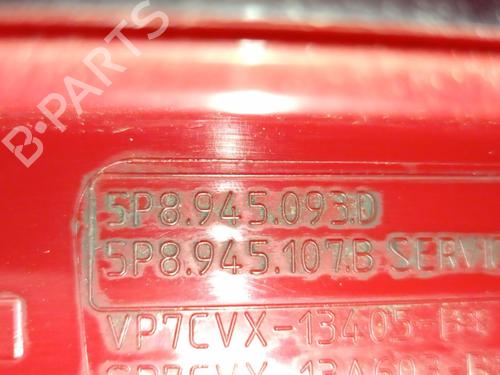 B-PARTS
5P8.945.093.D
5P8.945.107.B SERVI
VP7CVX-13405-